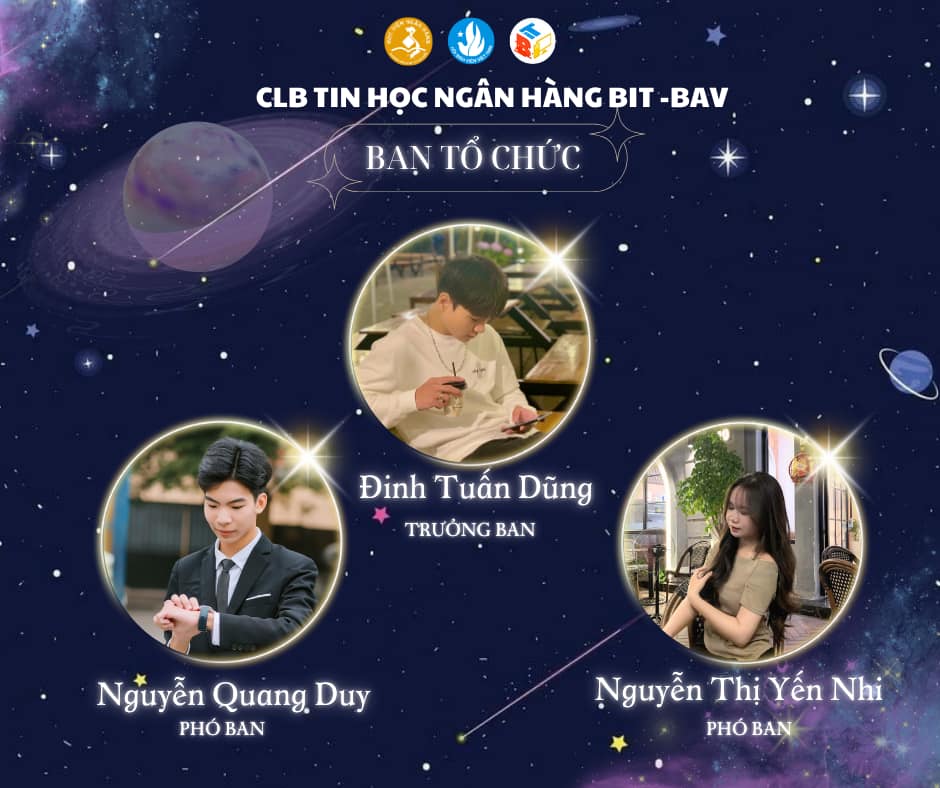 CLB TIN HỌC NGÂN HÀNG BIT -BAV
BAN TỔ CHỨC
Đinh Tuấn Dũng
TRƯỞNG BAN
Nguyễn Quang Duy
PHÓ BAN
Nguyễn Thị Yến Nhi
PHÓ BAN